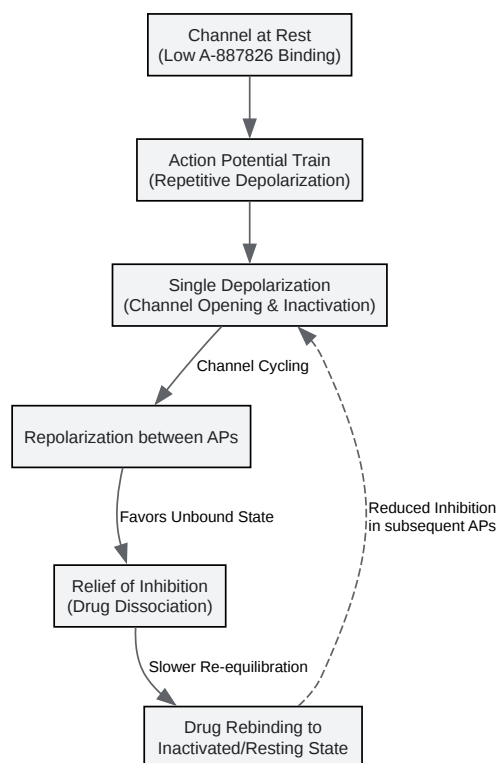 Channel at Rest
(Low A-887826 Binding)
Action Potential Train
(Repetitive Depolarization)
Single Depolarization
(Channel Opening & Inactivation)
Channel Cycling
Repolarization between APs
Reduced Inhibition
in subsequent APs
Favors Unbound State
Relief of Inhibition
(Drug Dissociation)
Slower Re-equilibration
Drug Rebinding to
Inactivated/Resting State